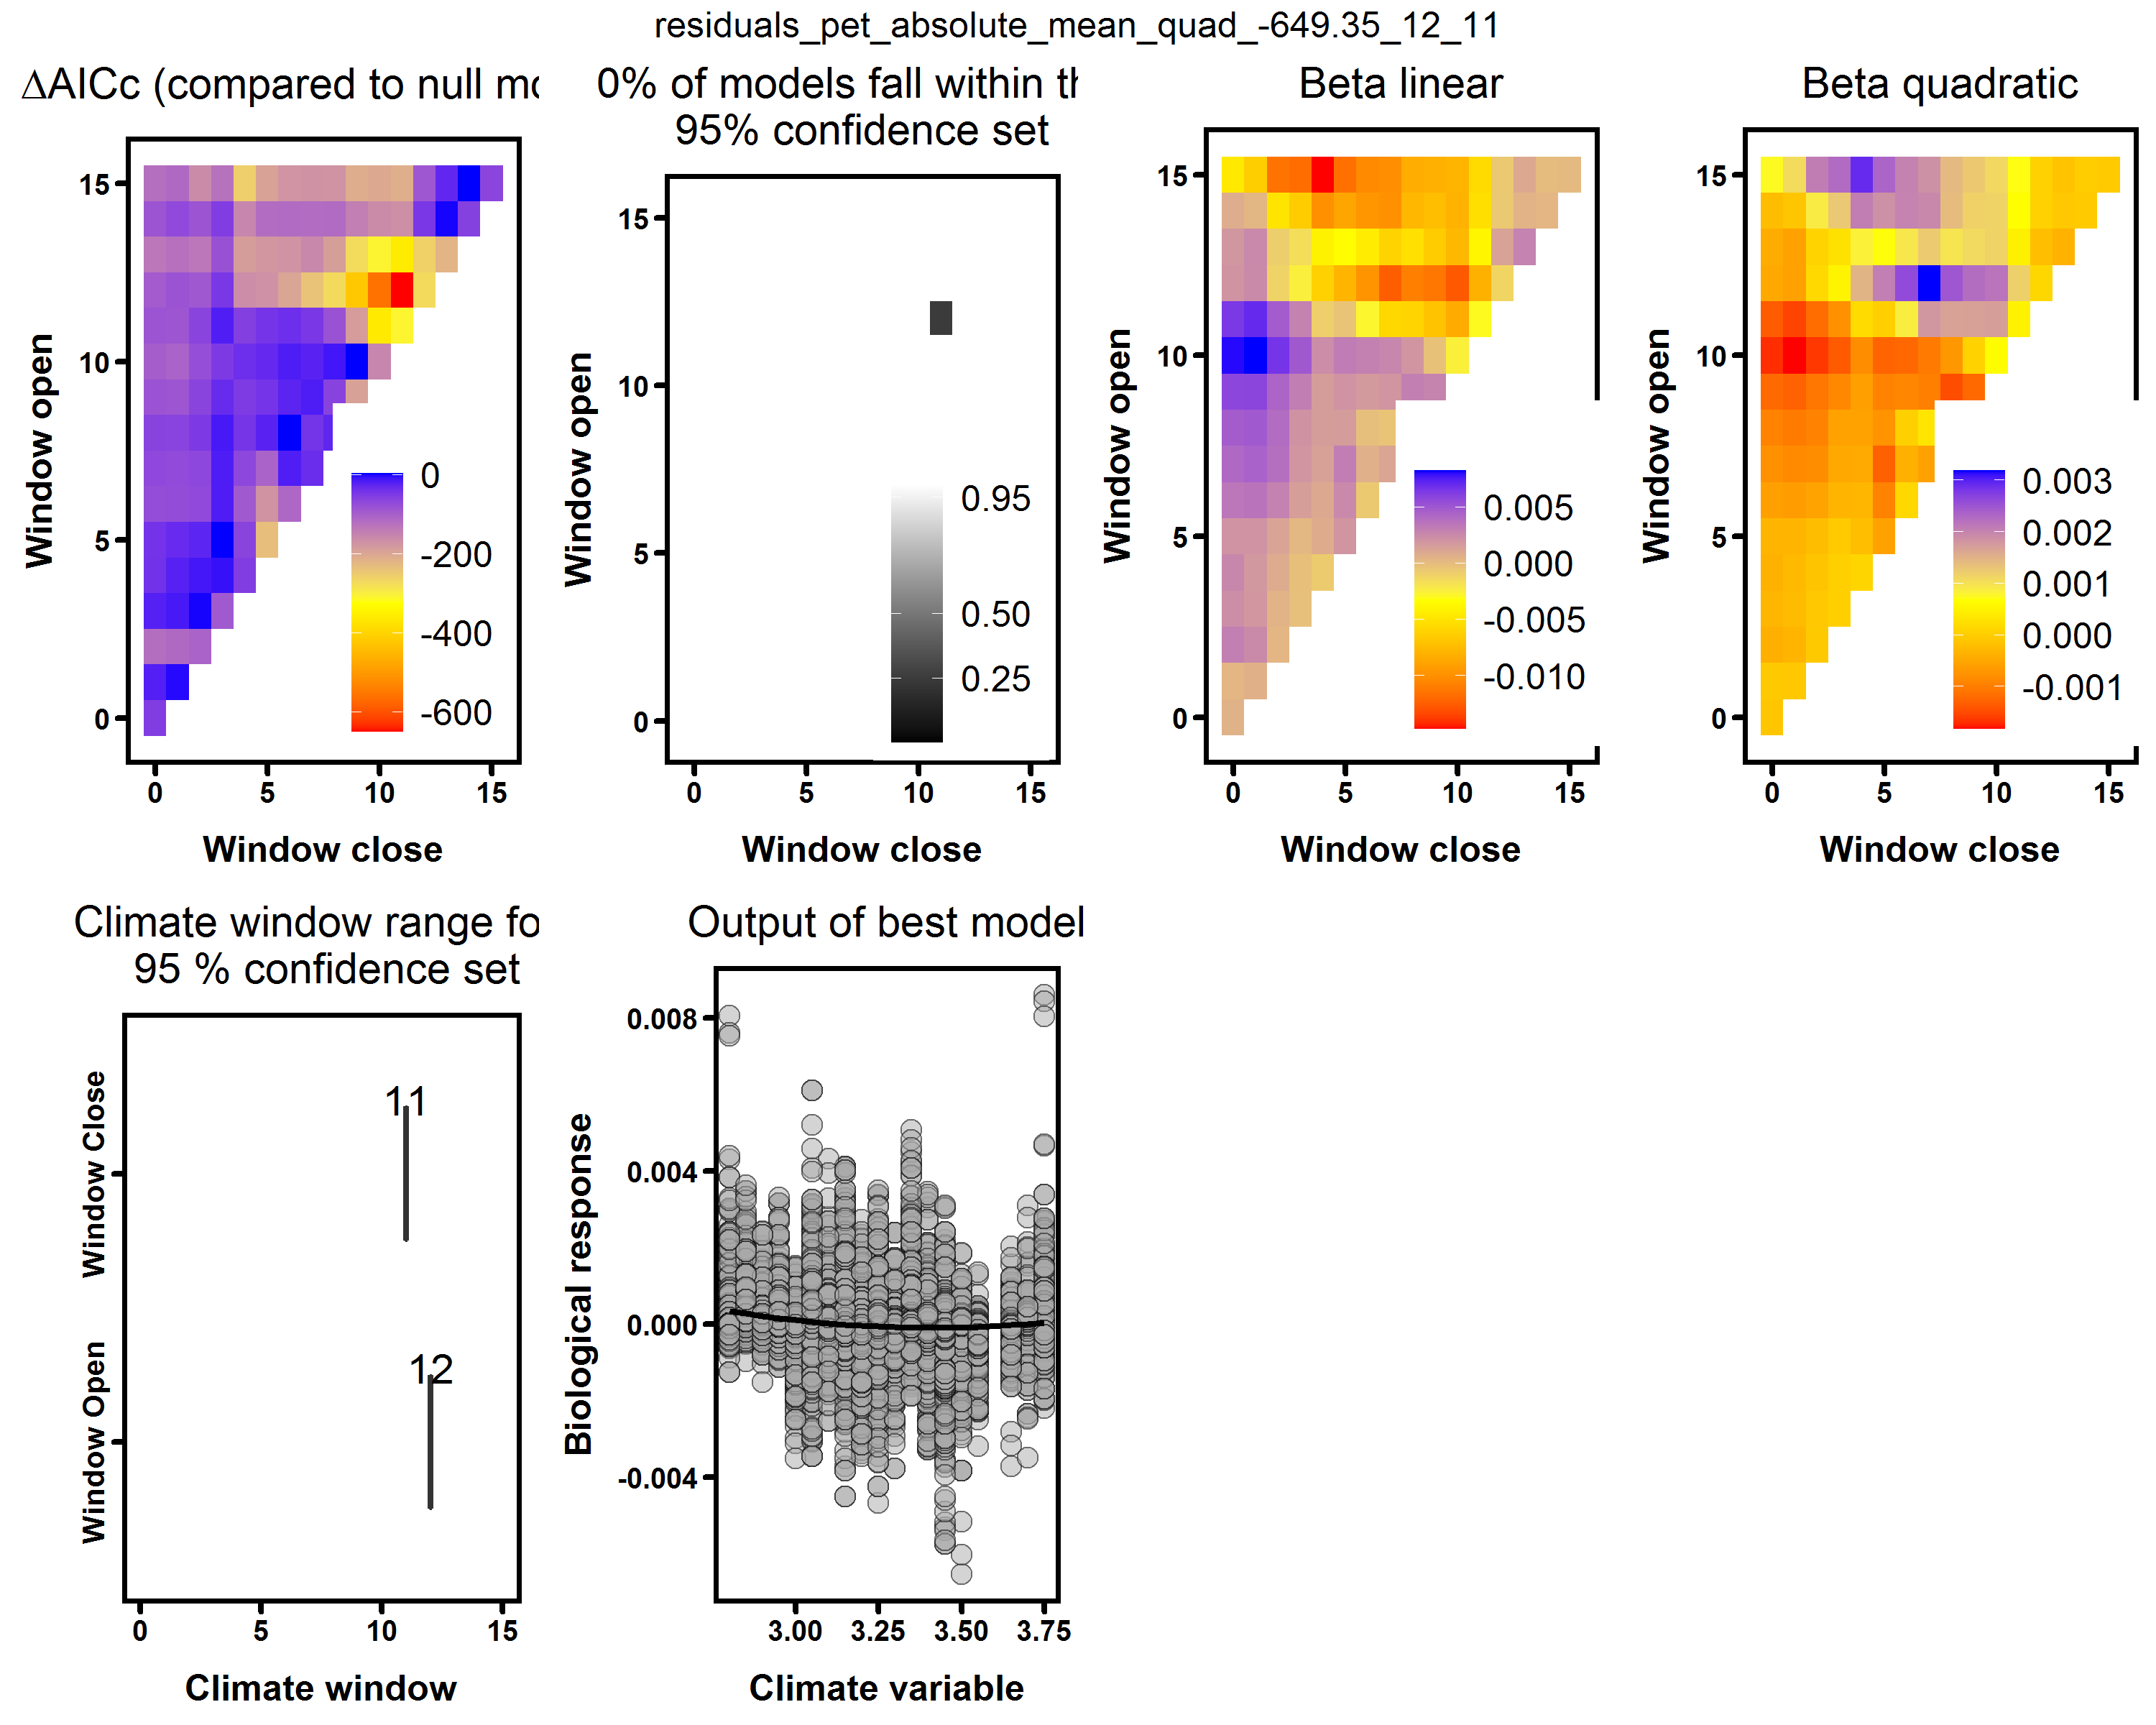 residuals_pet_absolute_mean_quad_-649.35_12_11
ΔAICc (compared to null mo
15
10
5
0
0
-200
-400
-600
0 5 10 15
Window open
Window close
0% of models fall within th
95% confidence set
15
10
5
0
0.95
0.50
0.25
0 5 10 15
Window open
Window close
Beta linear
15
10
5
0
0.005
0.000
-0.005
-0.010
0 5 10 15
Window open
Window close
Beta quadratic
15
10
5
0
0.003
0.002
0.001
0.000
-0.001
0 5 10 15
Window open
Window close
Climate window range fo
95 % confidence set
Window Close
Window Open
11
12
0 5 10 15
Climate window
Output of best model
0.008
0.004
0.000
-0.004
Biological response
3.00 3.25 3.50 3.75
Climate variable